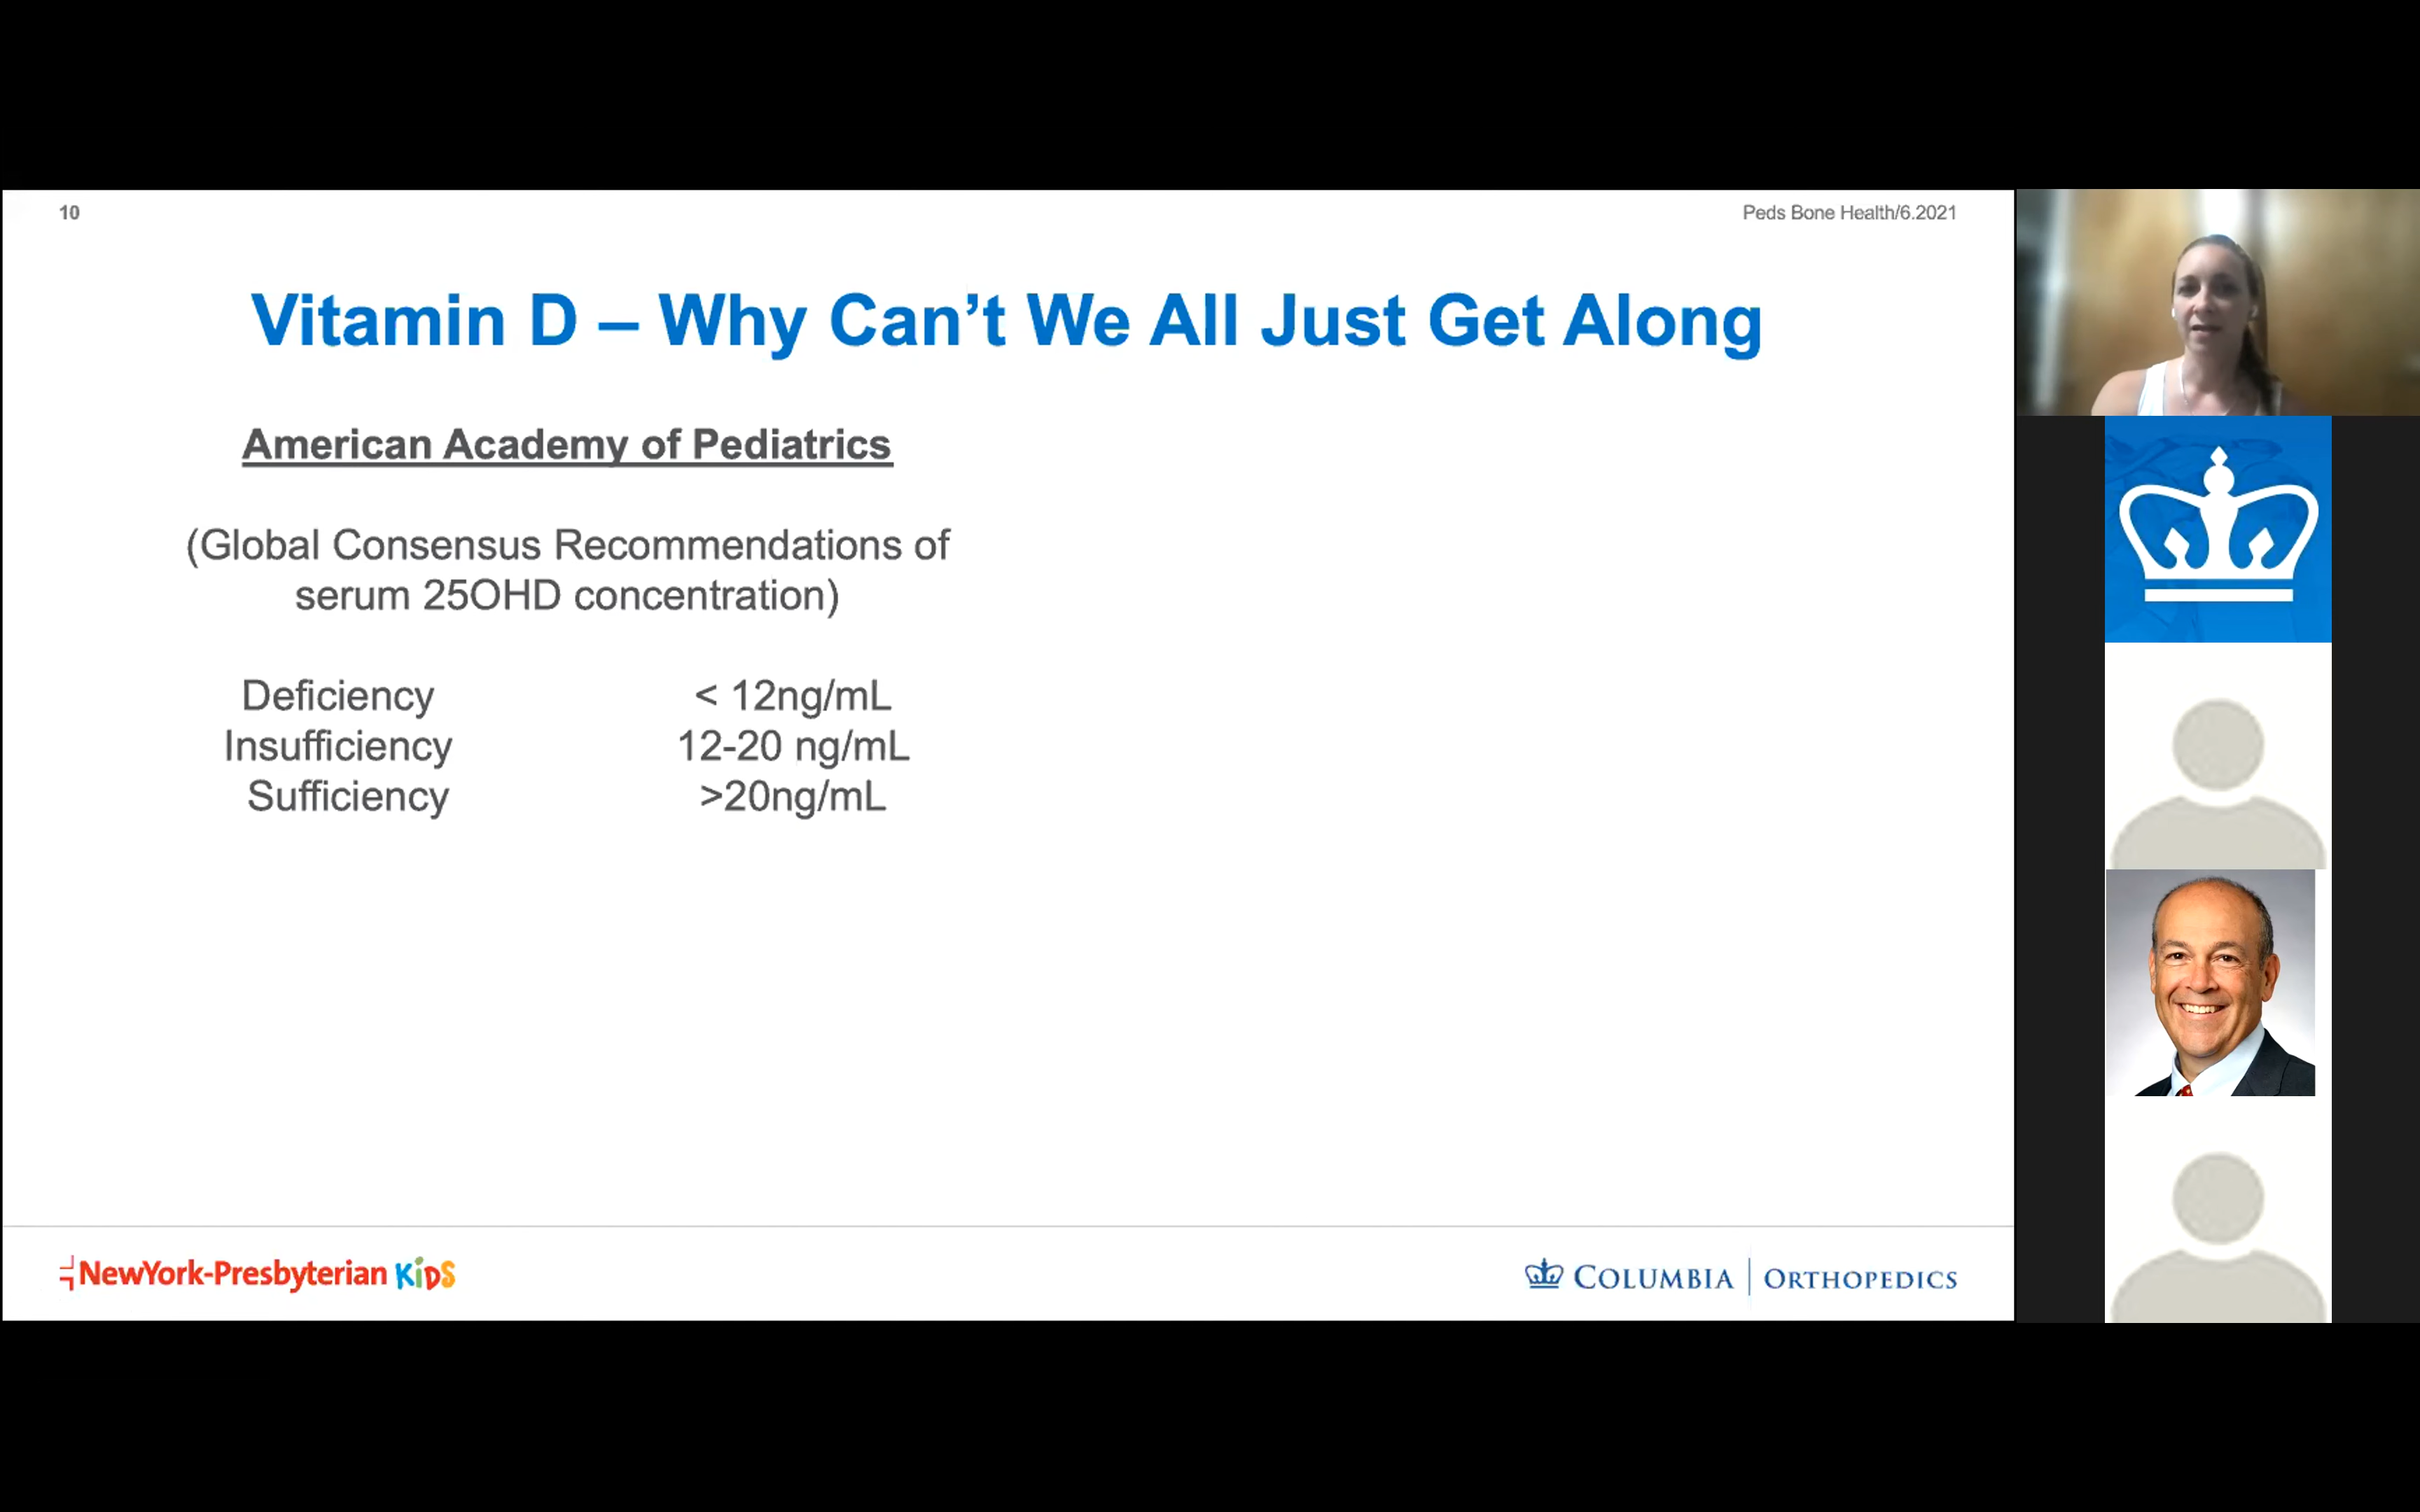 10
Peds Bone Health/6.2021
Vitamin D – Why Can’t We All Just Get Along
American Academy of Pediatrics
(Global Consensus Recommendations of
serum 25OHD concentration)
Deficiency < 12ng/mL
Insufficiency 12-20 ng/mL
Sufficiency >20ng/mL
NewYork-Presbyterian KiDS
COLUMBIA | ORTHOPEDICS